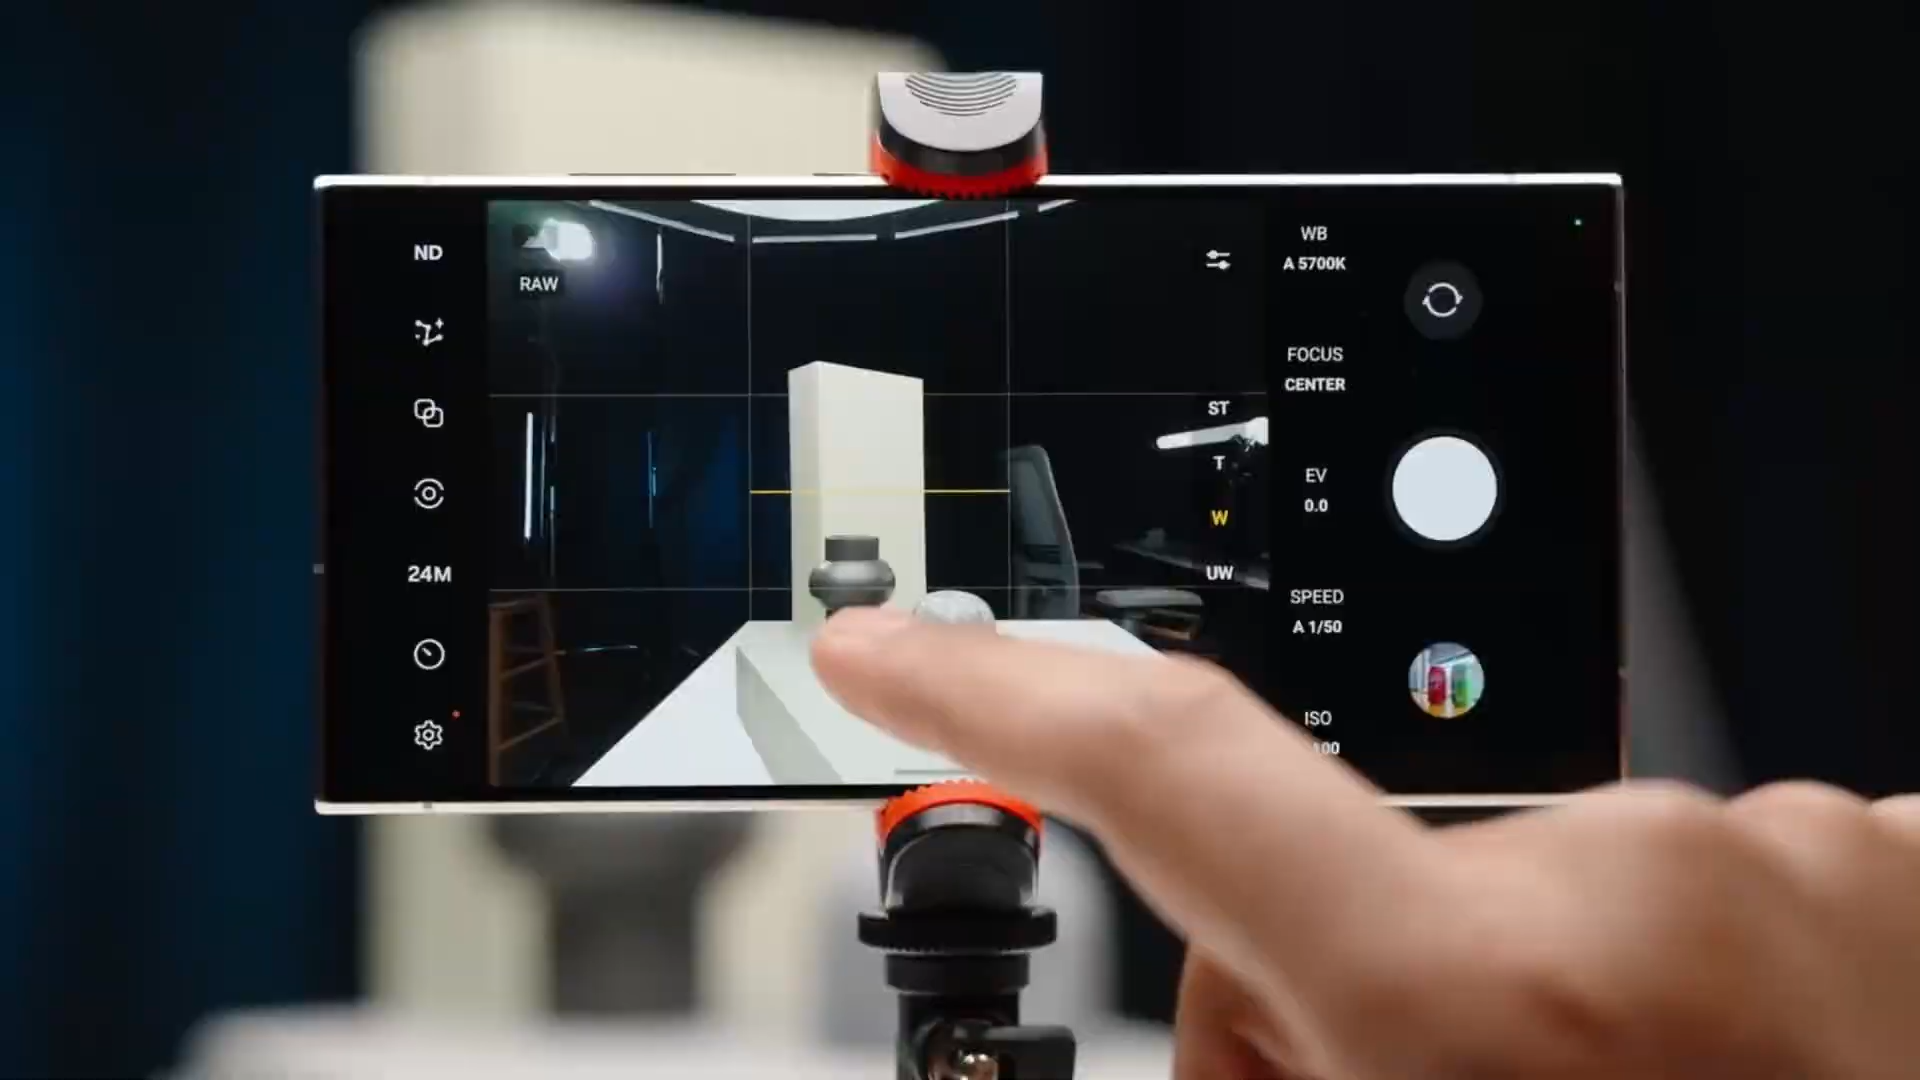 ND
24M
RAW
ST
T
W
UW
WB
A 5700K
FOCUS
CENTER
EV
0.0
SPEED
A 1/50
ISO